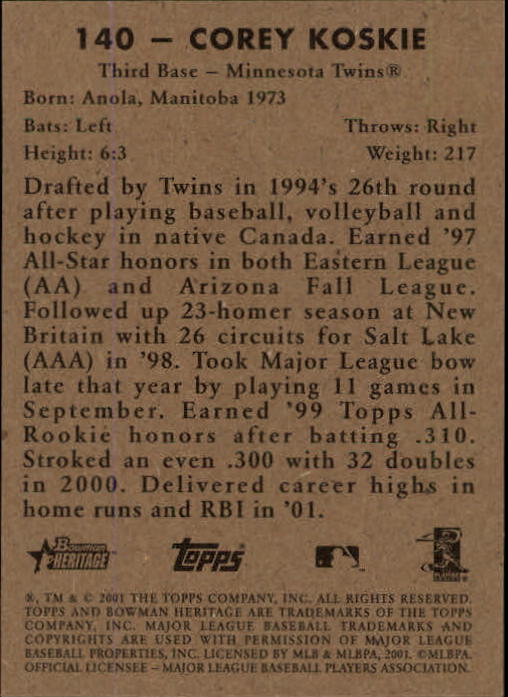 140 – COREY KOSKIE
Third Base – Minnesota Twins®
Born: Anola, Manitoba 1973
Bats: Left Throws: Right
Height: 6:3 Weight: 217
Drafted by Twins in 1994's 26th round
after playing baseball, volleyball and
hockey in native Canada. Earned '97
All-Star honors in both Eastern League
(AA) and Arizona Fall League.
Followed up 23-homer season at New
Britain with 26 circuits for Salt Lake
(AAA) in '98. Took Major League bow
late that year by playing 11 games in
September. Earned '99 Topps All-
Rookie honors after batting .310.
Stroked an even .300 with 32 doubles
in 2000. Delivered career highs in
home runs and RBI in '01.
Bowman HERITAGE TOPPS
®, TM & © 2001 THE TOPPS COMPANY, INC. ALL RIGHTS RESERVED.
TOPPS AND BOWMAN HERITAGE ARE TRADEMARKS OF THE TOPPS
COMPANY, INC. MAJOR LEAGUE BASEBALL TRADEMARKS AND
COPYRIGHTS ARE USED WITH PERMISSION OF MAJOR LEAGUE
BASEBALL PROPERTIES, INC. LICENSED BY MLB & MLBPA, 2001. ©MLBPA.
OFFICIAL LICENSEE – MAJOR LEAGUE BASEBALL PLAYERS ASSOCIATION.